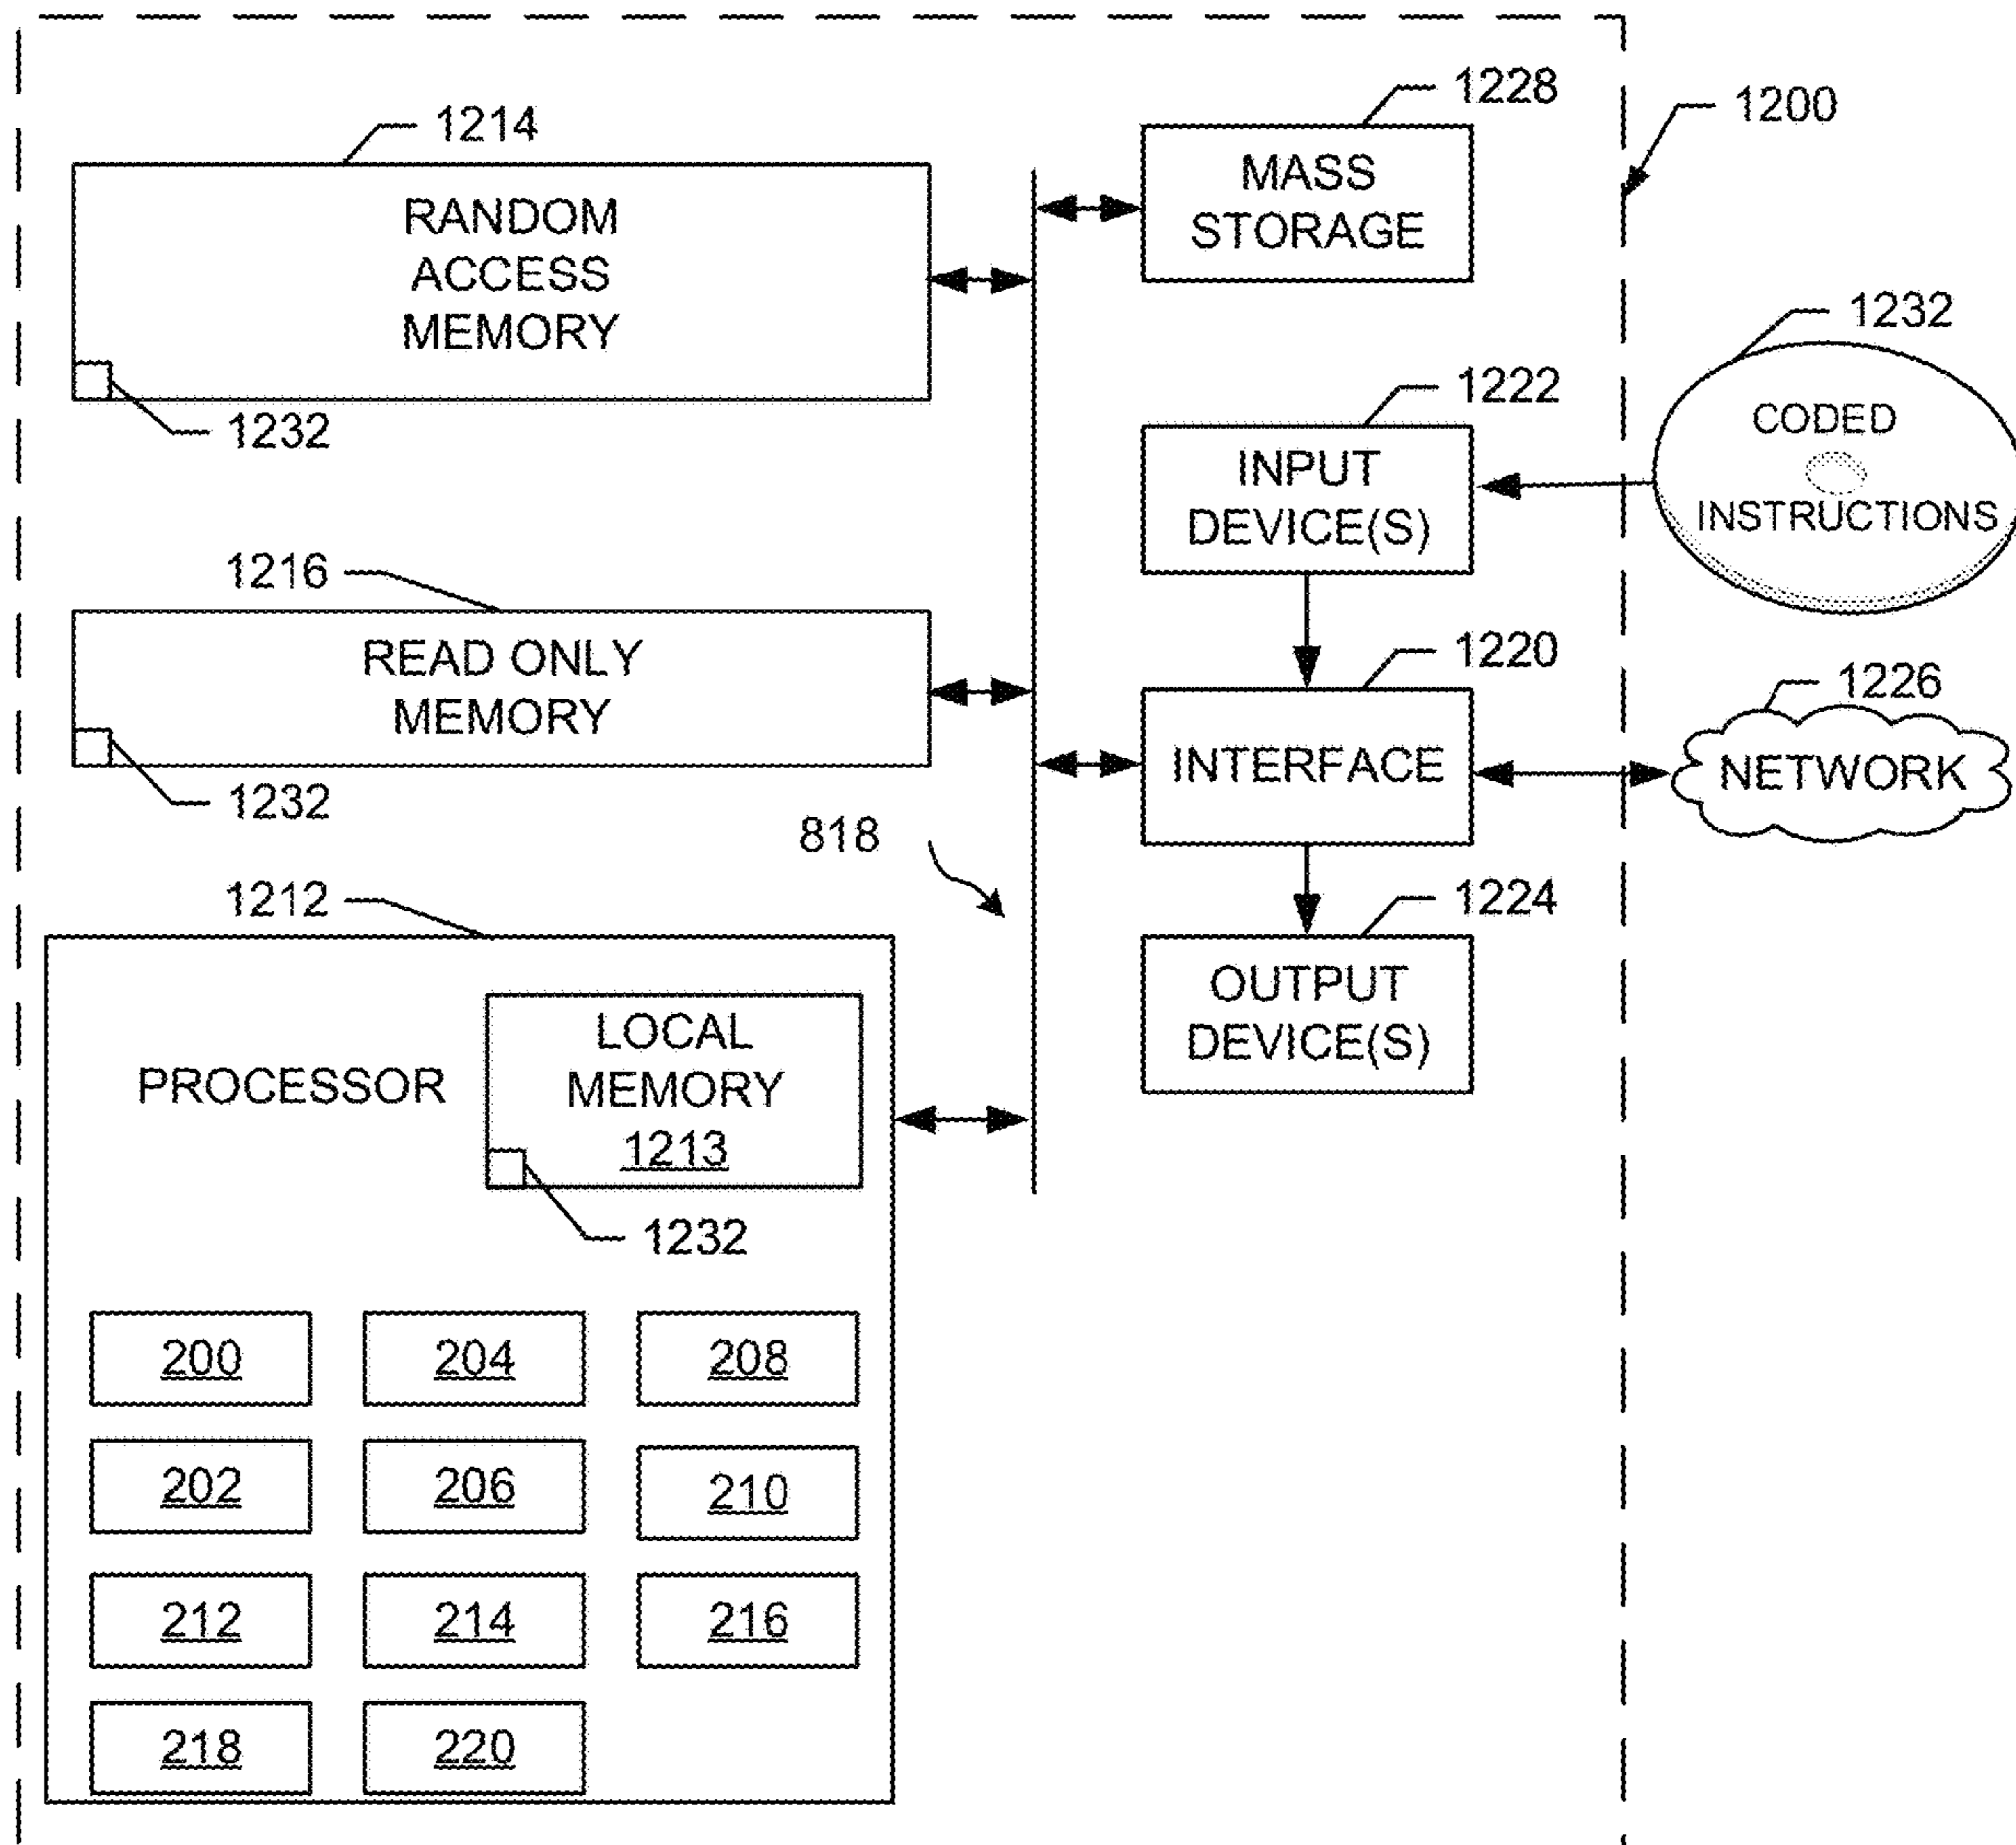 1200
1214
RANDOM
ACCESS
MEMORY
1232
1228
MASS
STORAGE
1222
INPUT
DEVICE(S)
1232
CODED
INSTRUCTIONS
1216
READ ONLY
MEMORY
1232
1220
INTERFACE
1226
NETWORK
818
1224
OUTPUT
DEVICE(S)
1212
PROCESSOR
LOCAL
MEMORY
1213
1232
200
204
208
202
206
210
212
214
216
218
220